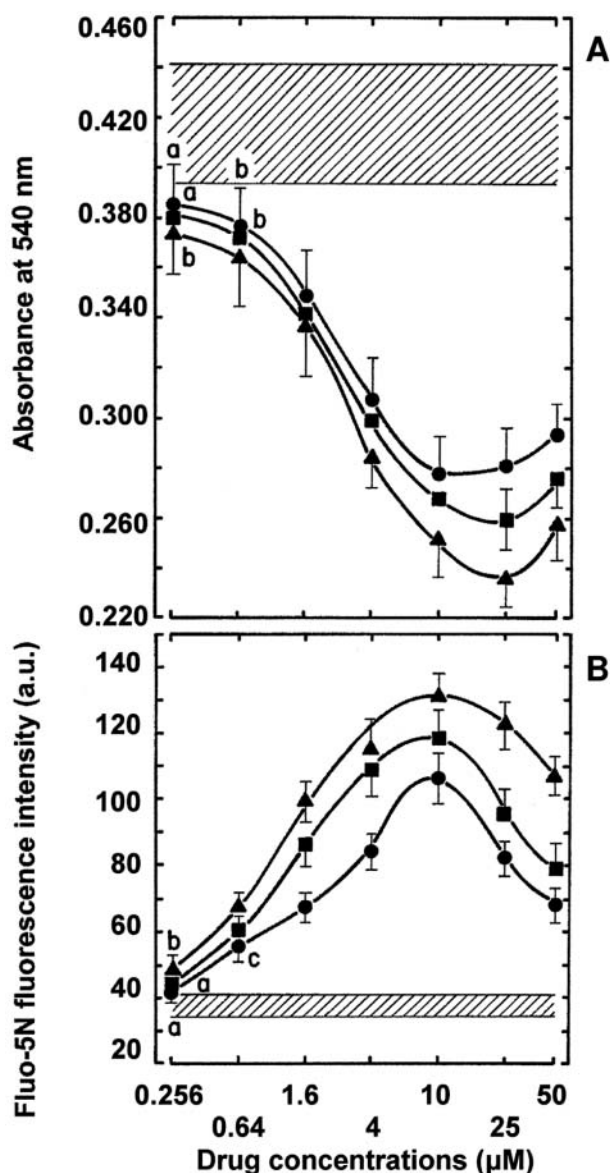 A
Absorbance at 540 nm
0.460
0.420
0.380
0.340
0.300
0.260
0.220
a
a
b
b
b
B
Fluo-5N fluorescence intensity (a.u.)
140
120
100
80
60
40
20
b
a
c
a
0.256 1.6 10 50
0.64 4 25
Drug concentrations (µM)